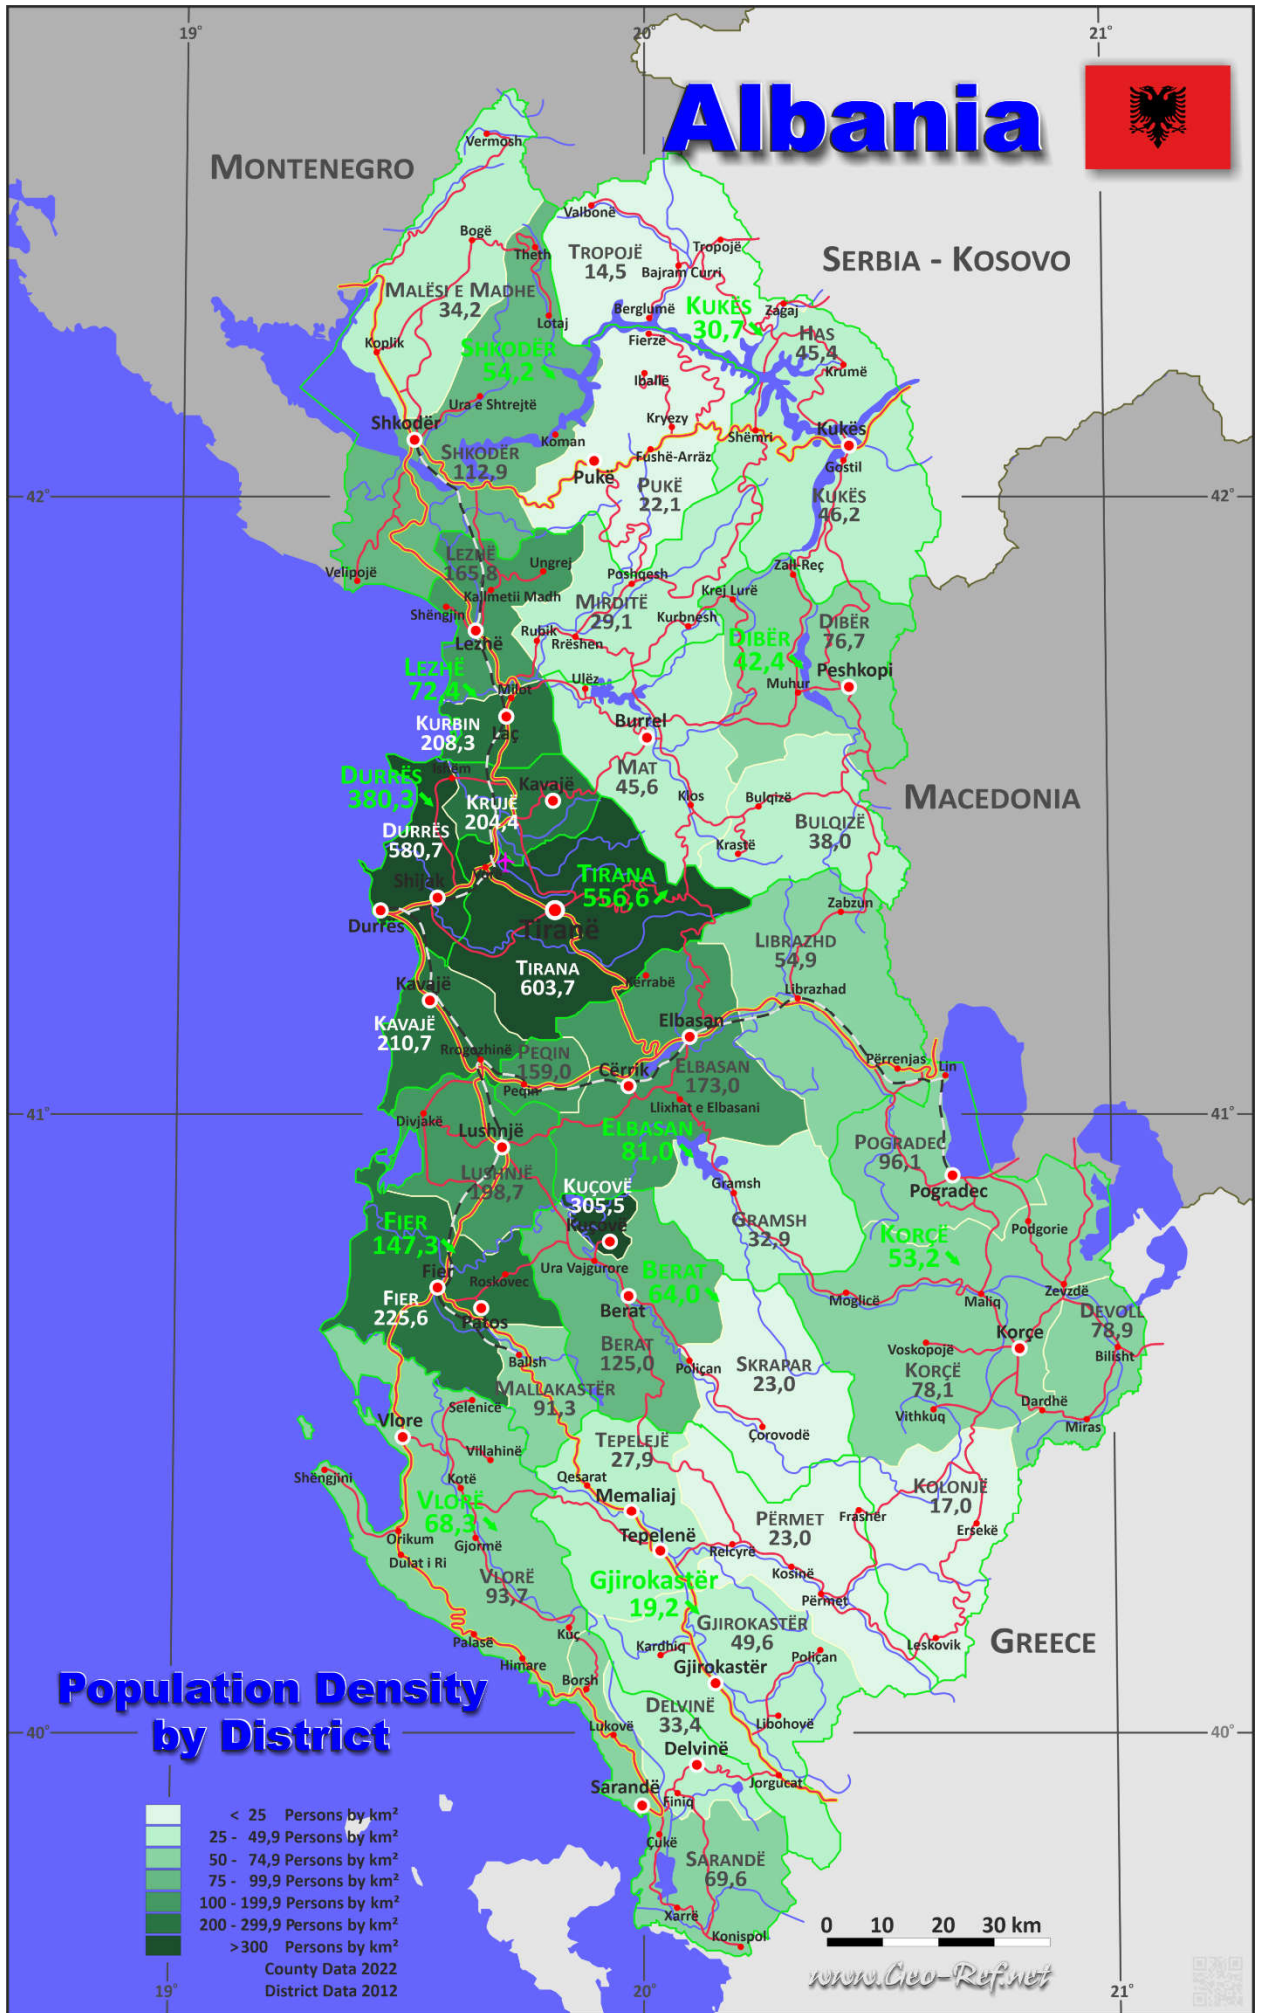 19°
20°
21°
Albania
MONTENEGRO
SERBIA - KOSOVO
Vermosh
Valbonë
Bogë
Theth
TROPOJË
14,5
Tropojë
Bajram Curri
MALËSI E MADHE
34,2
Lotaj
Berglumë
KUKËS
30,7
Zagaj
HAS
45,4
Koplik
SHKODËR
54,2
Fierzë
Iballë
Krumë
Ura e Shtrejtë
Shkodër
Koman
Kryezy
Shëmri
Kukës
SHKODËR
112,9
Fushë-Arräz
Gostil
Pukë
PUKË
22,1
KUKËS
46,2
42°
42°
LEZHË
165,8
Ungrej
Velipojë
Kallmetii Madh
Poshqesh
Zall-Reç
Krej Lurë
Shëngjin
MIRDITË
29,1
Kurbnesh
DIBËR
76,7
Lezhë
Rubik
Rrëshen
DIBËR
42,4
LEZHË
72,4
Ulëz
Peshkopi
Milot
Muhur
KURBIN
208,3
Laç
Burrel
Ishëm
DURRËS
380,3
Kavajë
MAT
45,6
KRUJË
204,4
Klos
Bulqizë
BULQIZË
38,0
MACEDONIA
DURRËS
580,7
Krastë
Shijak
TIRANA
556,6
Durrës
Tiranë
Zabzun
TIRANA
603,7
LIBRAZHD
54,9
Kërrabë
Kavajë
Librazhad
KAVAJË
210,7
Elbasan
Rrogozhinë
PEQIN
159,0
Cërrik
ELBASAN
173,0
Përrenjas
Lin
Peqin
Llixhat e Elbasani
41°
41°
Divjakë
Lushnjë
ELBASAN
81,0
POGRADEC
96,1
LUSHNJË
198,7
KUÇOVË
305,5
Gramsh
Pogradec
Kuçovë
GRAMSH
32,9
Podgorie
FIER
147,3
KORÇË
53,2
Ura Vajgurore
BERAT
64,0
Fier
Roskovec
Zevzdë
FIER
225,6
Patos
Berat
Moglicë
Maliq
DEVOLL
78,9
Korçe
Ballsh
BERAT
125,0
Voskopojë
Bilisht
Poliçan
SKRAPAR
23,0
KORÇË
78,1
MALLAKASTËR
91,3
Selenicë
Dardhë
Vithkuq
Miras
Vlore
Çorovodë
TEPELEJË
27,9
Villahinë
Shëngjini
Kotë
Qesarat
KOLONJË
17,0
VLORË
68,3
Memaliaj
PËRMET
23,0
Frashër
Ersekë
Orikum
Gjormë
Tepelenë
Dulat i Ri
Relcyrë
VLORË
93,7
Gjirokastër
19,2
Kosinë
Përmet
GJIROKASTËR
49,6
Palasë
Kuç
Kardhiq
Leskovik
GREECE
Himare
Poliçan
Gjirokastër
Borsh
DELVINË
33,4
Population Density
by District
Lukovë
Libohovë
40°
40°
Delvinë
Sarandë
Jorgucat
Finiq
< 25 Persons by km²
25 - 49,9 Persons by km²
50 - 74,9 Persons by km²
75 - 99,9 Persons by km²
100 - 199,9 Persons by km²
200 - 299,9 Persons by km²
>300 Persons by km²
County Data 2022
District Data 2012
Çukë
SARANDË
69,6
Xarrë
Konispol
0 10 20 30 km
www.Geo-Ref.net
19°
20°
21°